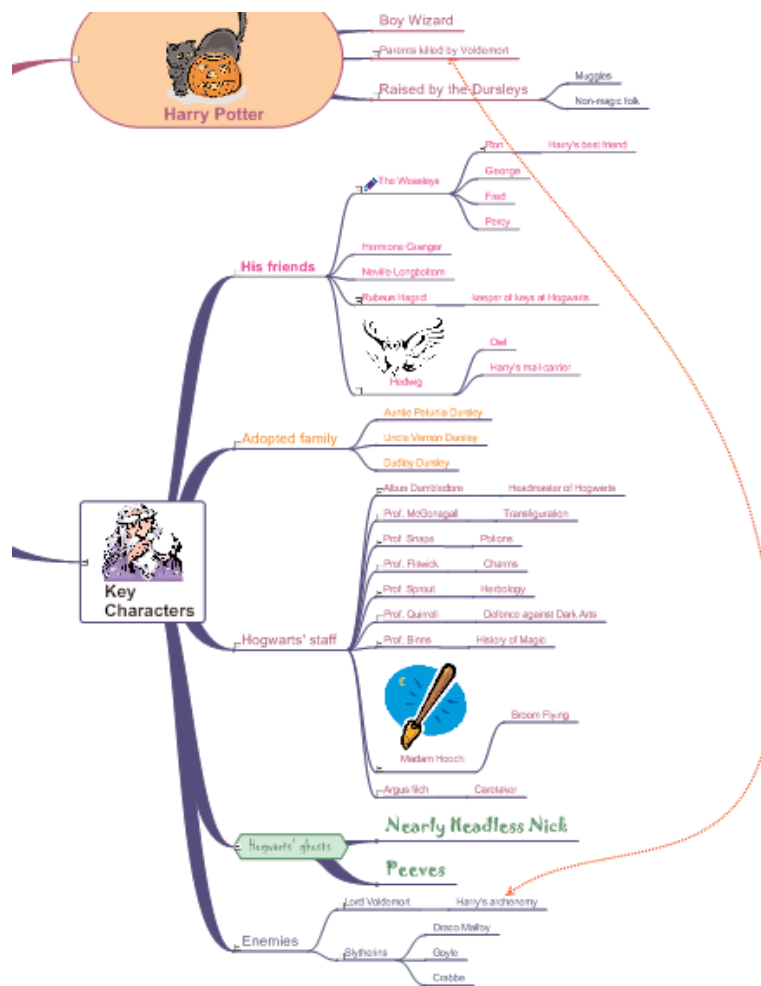 Boy Wizard
Parents killed by Voldemort
Raised by the Dursleys
Muggles
Non-magic folk
Harry Potter
Ron
Harry's best friend
George
Fred
Percy
The Weasleys
His friends
Hermione Granger
Neville Longbottom
Rubeus Hagrid
keeper of keys at Hogwarts
Owl
Harry's mail carrier
Hedwig
Adopted family
Auntie Petunia Dursley
Uncle Vernon Dursley
Dudley Dursley
Key
Characters
Hogwarts' staff
Albus Dumbledore
Headmaster of Hogwarts
Prof. McGonagall
Transfiguration
Prof. Snape
Potions
Prof. Flitwick
Charms
Prof. Sprout
Herbology
Prof. Quirrell
Defence against Dark Arts
Prof. Binns
History of Magic
Broom Flying
Madam Hooch
Argus filch
Caretaker
Hogwarts' ghosts
Nearly Headless Nick
Peeves
Enemies
Lord Voldemort
Harry's archenemy
Slytherins
Draco Malfoy
Goyle
Crabbe